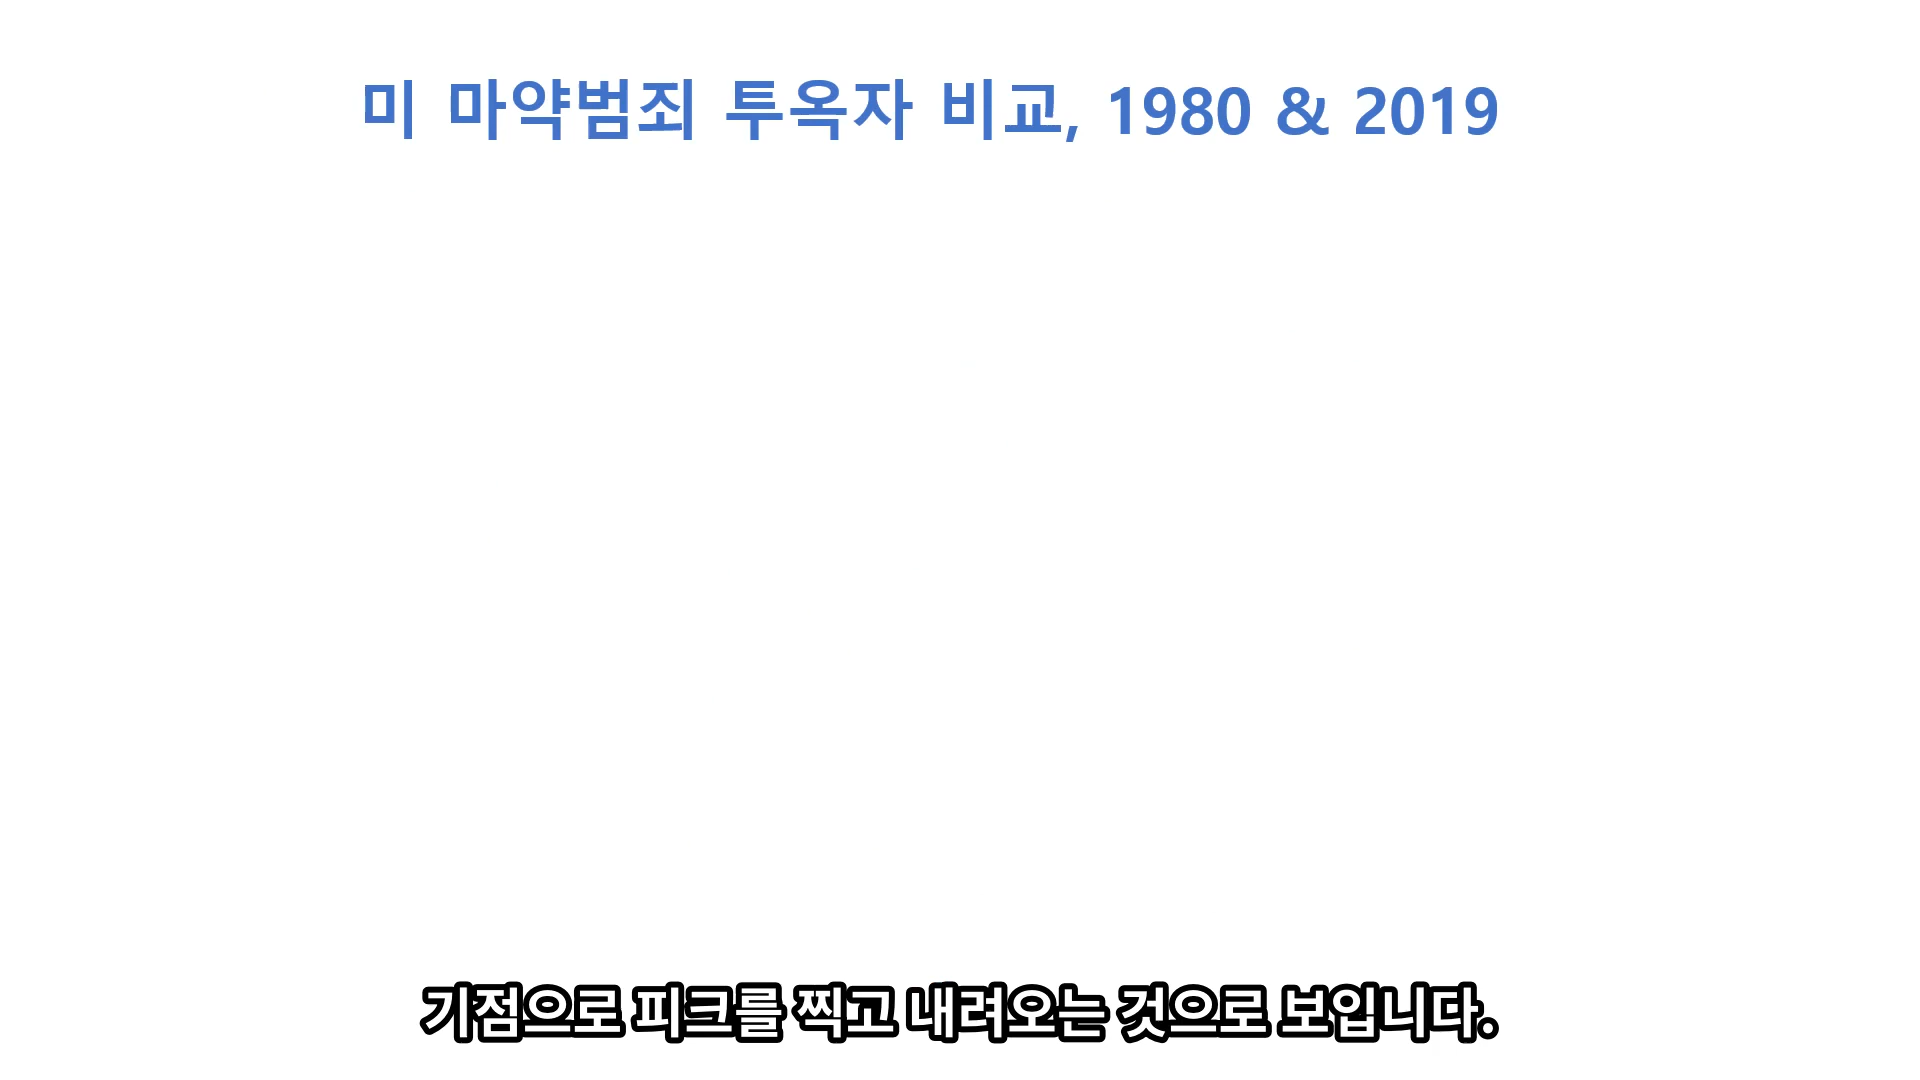 미 마약범죄 투옥자 비교, 1980 & 2019
기점으로 피크를 찍고 내려오는 것으로 보입니다.